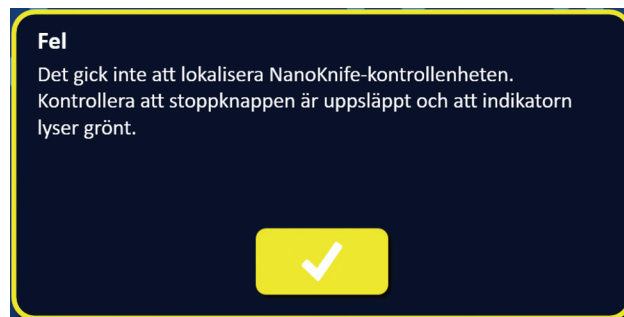 Fel
Det gick inte att lokalisera NanoKnife-kontrollenheten.
Kontrollera att stoppknappen är uppsläppt och att indikatorn
lyser grönt.